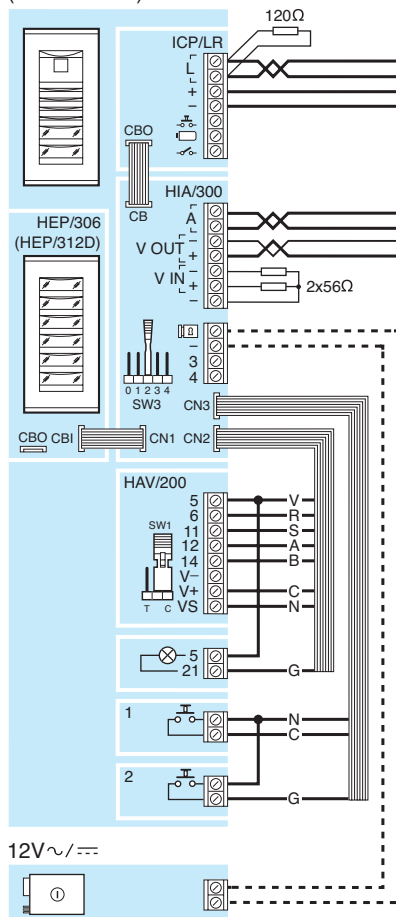 120Ω
ICP/LR
L
+
−
CBO
CB
HIA/300
A
−
V OUT
+
V IN
+
−
2x56Ω
HEP/306
(HEP/312D)
−
3
4
0 1 2 3 4
SW3
CN3
CBO CBI CN1 CN2
HAV/200
5 V
6 R
11 S
12 A
14 B
V−
V+ C
VS N
SW1
T C
5
21 G
1
N
C
2
G
12V~/⎓